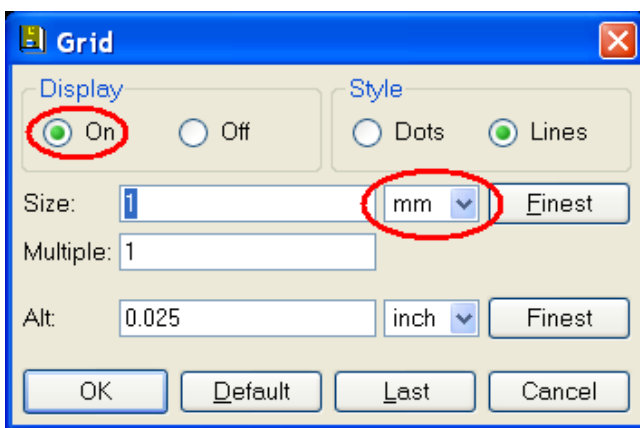 Grid
Display Style
On Off Dots Lines
Size: 1 mm Finest
Multiple: 1
Alt: 0.025 inch Finest
OK Default Last Cancel